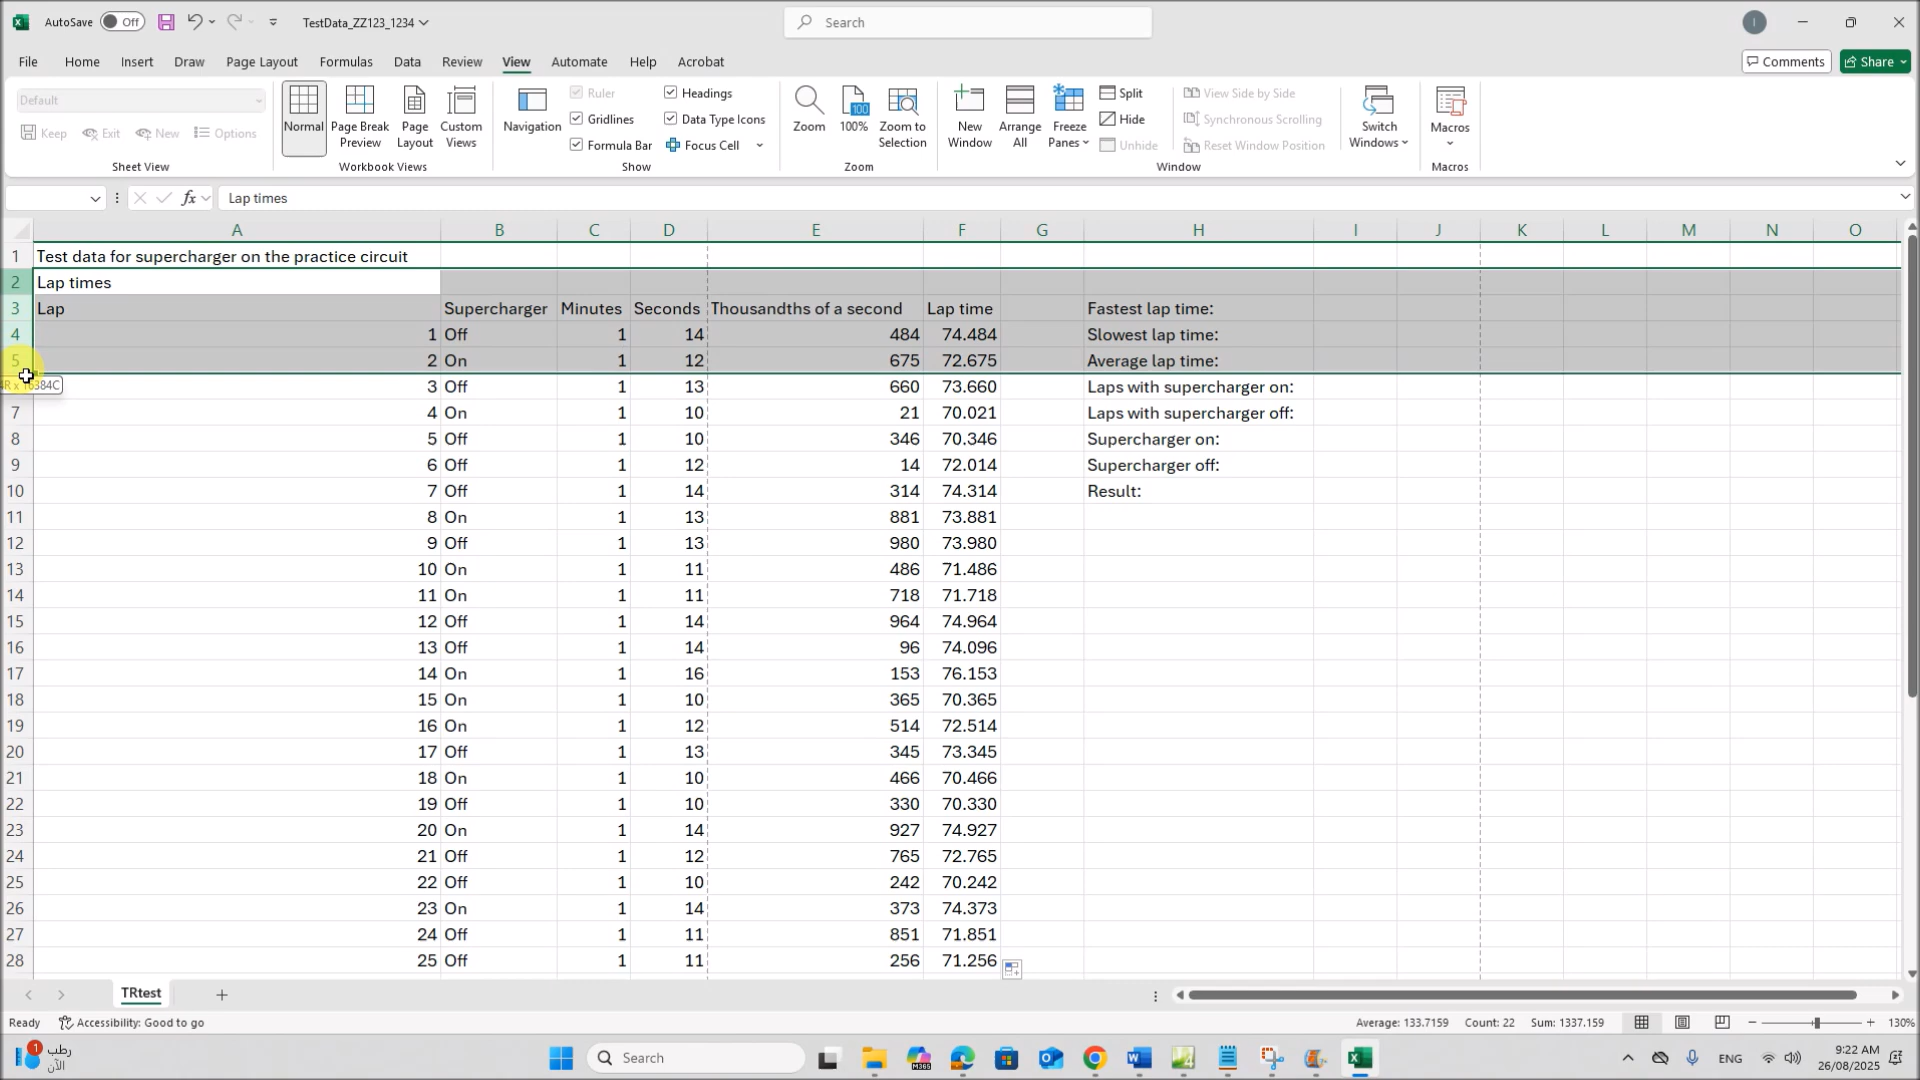 AutoSave Off TestData_ZZ123_1234 Search
File Home Insert Draw Page Layout Formulas Data Review View Automate Help Acrobat Comments Share
Default
Keep Exit New Options
Sheet View
Normal Page Break Preview Page Layout Custom Views
Workbook Views
Navigation
Ruler Headings
Gridlines Data Type Icons
Formula Bar Focus Cell
Show
Zoom 100% Zoom to Selection
Zoom
New Window Arrange All Freeze Panes
Split View Side by Side
Hide Synchronous Scrolling
Unhide Reset Window Position
Switch Windows
Window
Macros
Macros
fx Lap times
A B C D E F G H I J K L M N O
1 Test data for supercharger on the practice circuit
2 Lap times
3 Lap Supercharger Minutes Seconds Thousandths of a second Lap time Fastest lap time:
4 1 Off 1 14 484 74.484 Slowest lap time:
5 2 On 1 12 675 72.675 Average lap time:
3 Off 1 13 660 73.660 Laps with supercharger on:
7 4 On 1 10 21 70.021 Laps with supercharger off:
8 5 Off 1 10 346 70.346 Supercharger on:
9 6 Off 1 12 14 72.014 Supercharger off:
10 7 Off 1 14 314 74.314 Result:
11 8 On 1 13 881 73.881
12 9 Off 1 13 980 73.980
13 10 On 1 11 486 71.486
14 11 On 1 11 718 71.718
15 12 Off 1 14 964 74.964
16 13 Off 1 14 96 74.096
17 14 On 1 16 153 76.153
18 15 On 1 10 365 70.365
19 16 On 1 12 514 72.514
20 17 Off 1 13 345 73.345
21 18 On 1 10 466 70.466
22 19 Off 1 10 330 70.330
23 20 On 1 14 927 74.927
24 21 Off 1 12 765 72.765
25 22 Off 1 10 242 70.242
26 23 On 1 14 373 74.373
27 24 Off 1 11 851 71.851
28 25 Off 1 11 256 71.256
TRtest
Ready Accessibility: Good to go Average: 133.7159 Count: 22 Sum: 1337.159 130%
1 رطب
الآن
Search
ENG
9:22 AM
26/08/2025